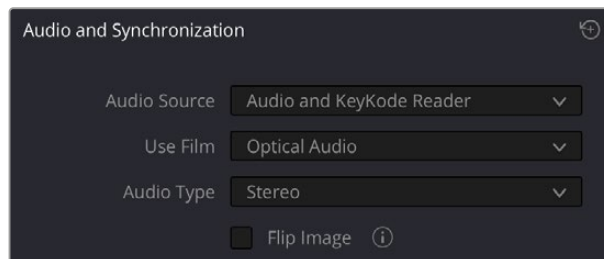 Audio and Synchronization
Audio Source Audio and KeyKode Reader
Use Film Optical Audio
Audio Type Stereo
Flip Image